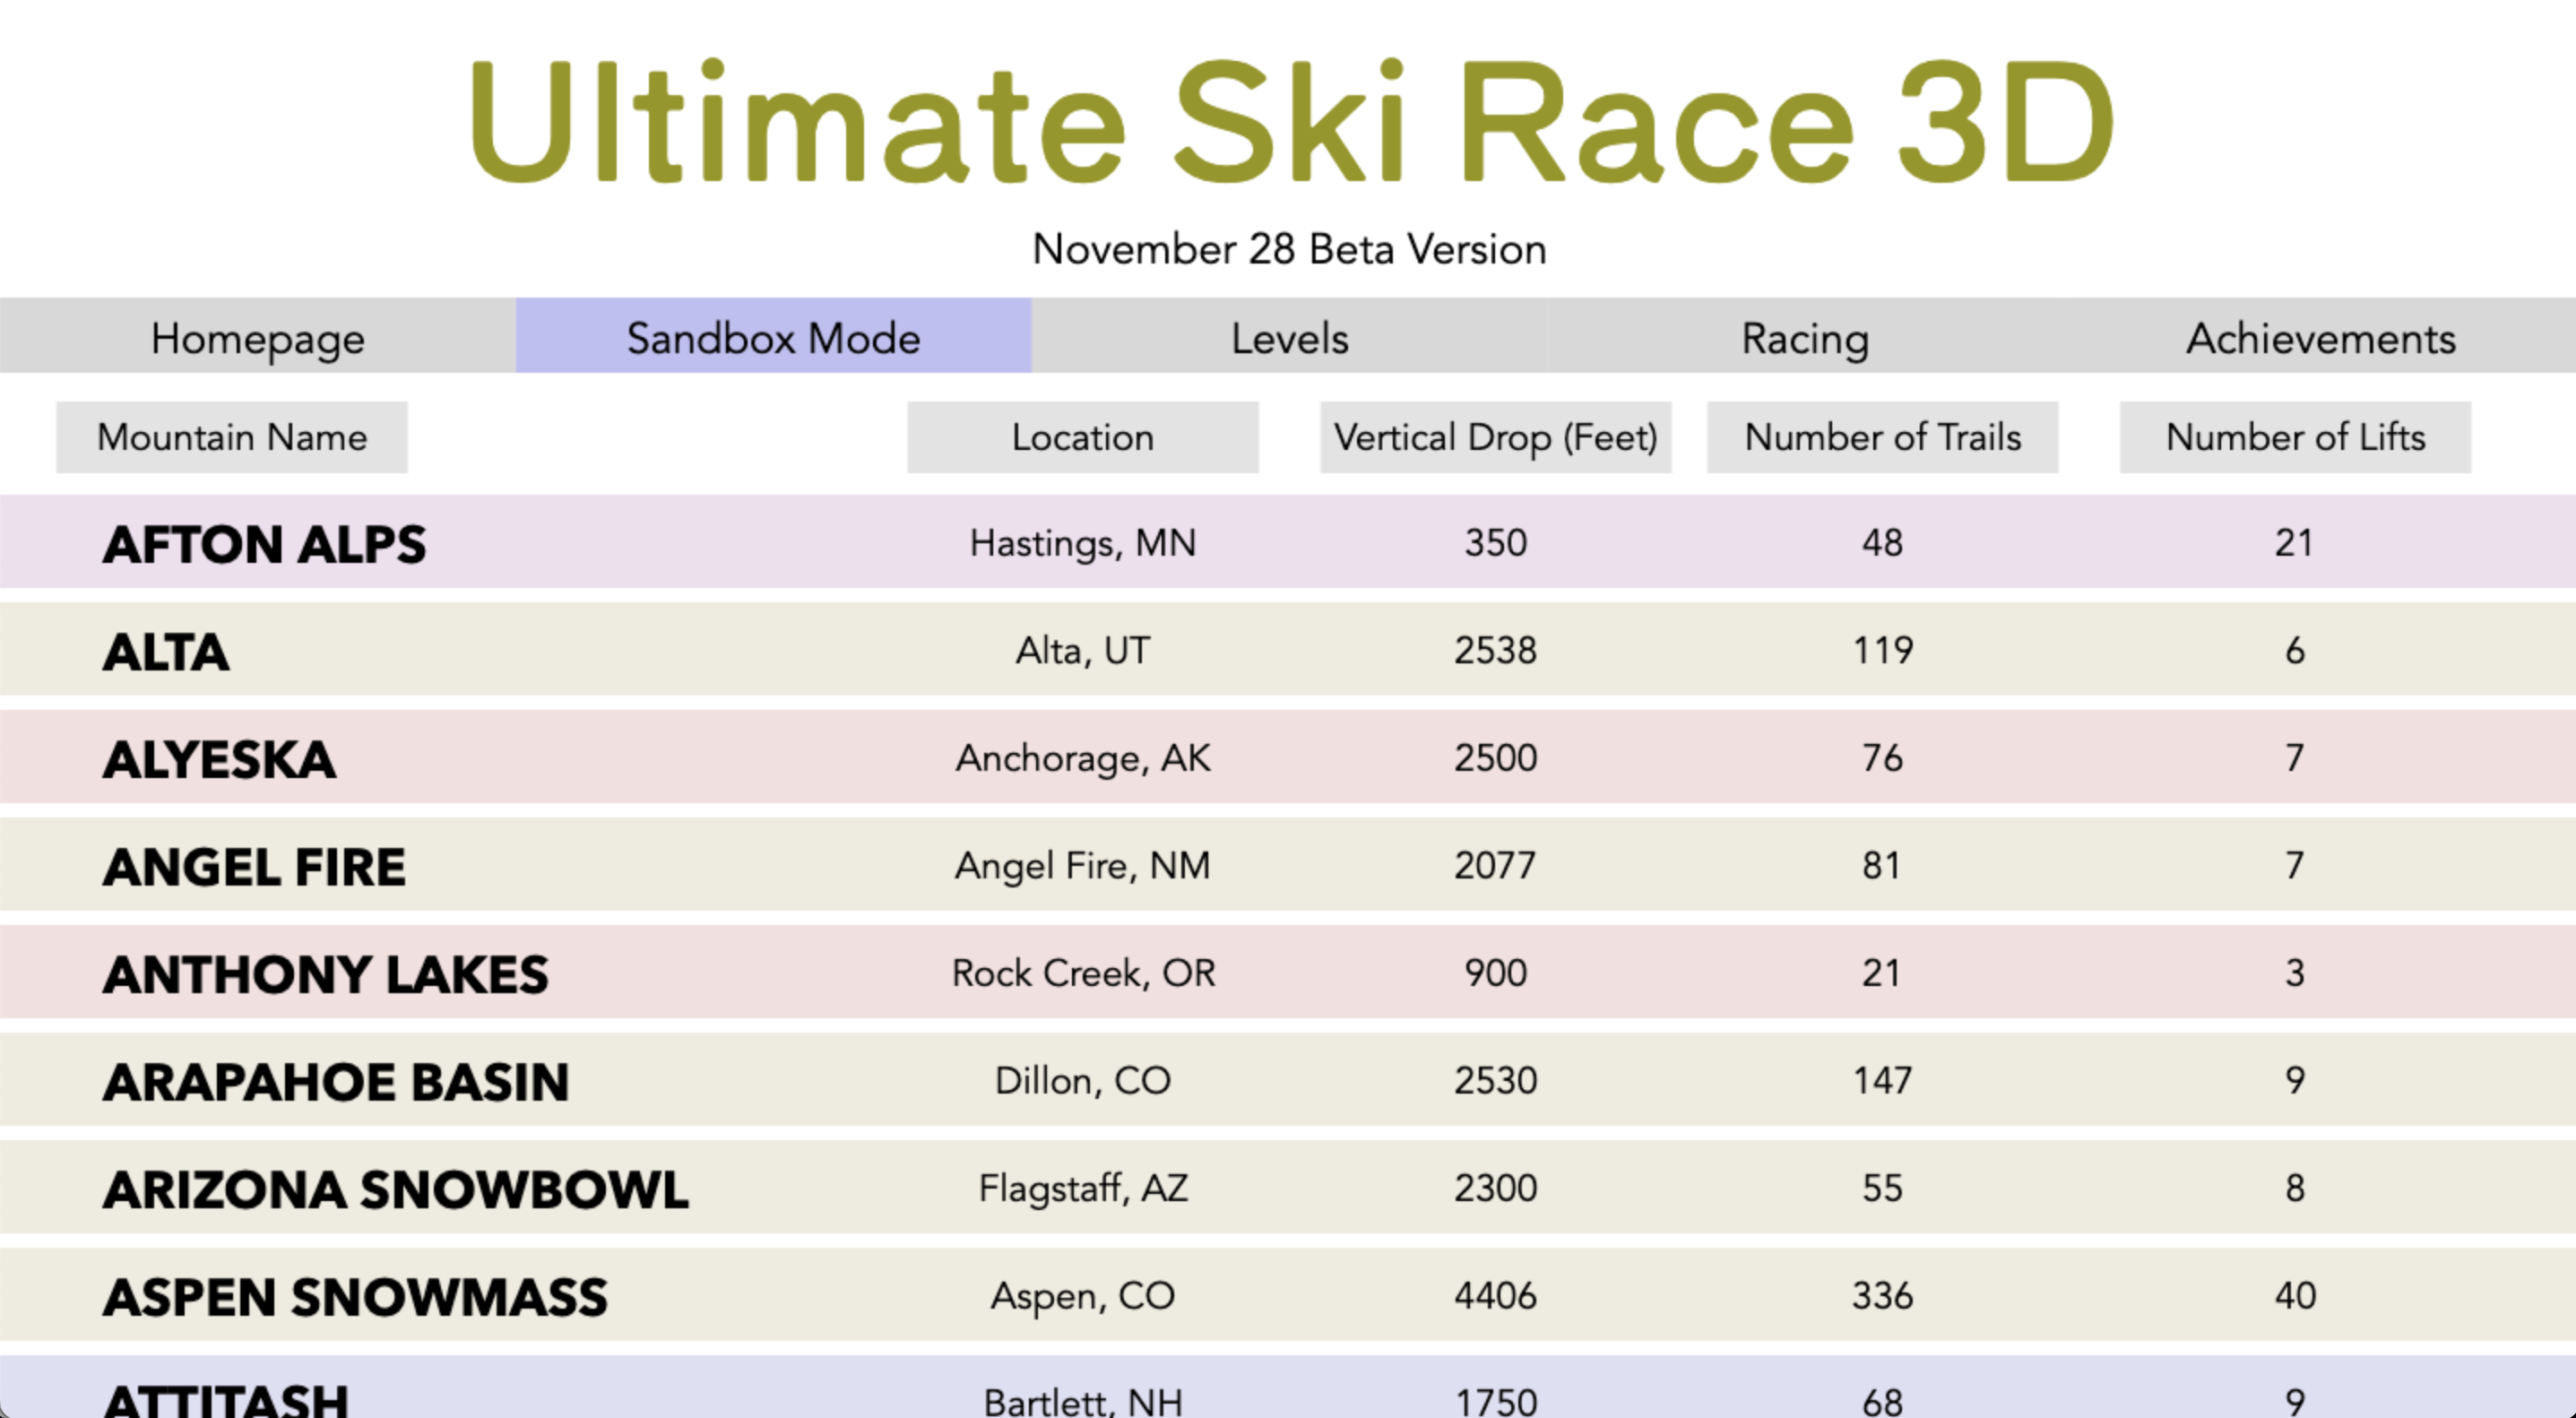 Ultimate Ski Race 3D
November 28 Beta Version
Homepage Sandbox Mode Levels Racing Achievements
Mountain Name Location Vertical Drop (Feet) Number of Trails Number of Lifts
AFTON ALPS Hastings, MN 350 48 21
ALTA Alta, UT 2538 119 6
ALYESKA Anchorage, AK 2500 76 7
ANGEL FIRE Angel Fire, NM 2077 81 7
ANTHONY LAKES Rock Creek, OR 900 21 3
ARAPAHOE BASIN Dillon, CO 2530 147 9
ARIZONA SNOWBOWL Flagstaff, AZ 2300 55 8
ASPEN SNOWMASS Aspen, CO 4406 336 40
ATTITASH Bartlett, NH 1750 68 9